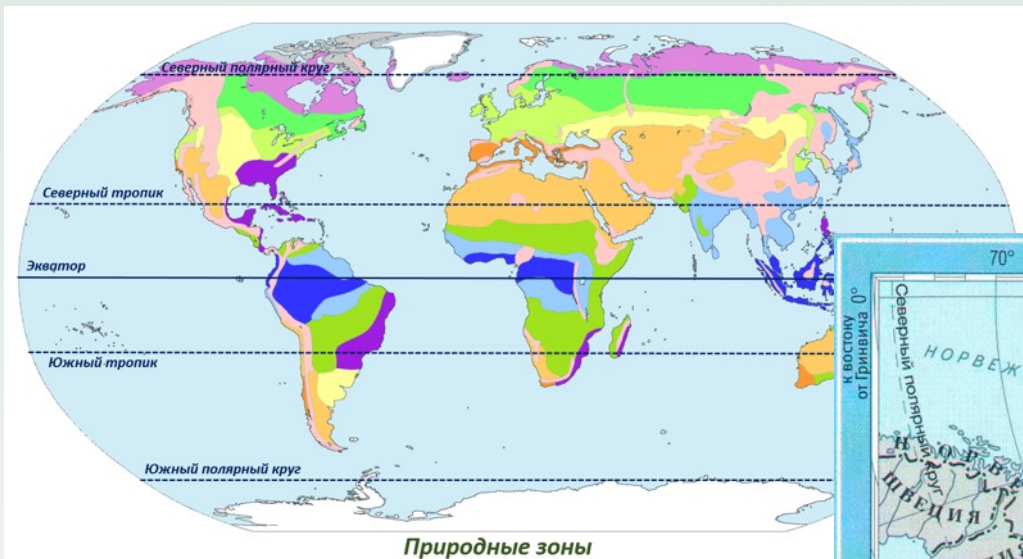 Северный полярный круг
Северный тропик
Экватор
Южный тропик
Южный полярный круг
Природные зоны
70°
к востоку
от Гринвича 0°
Северный полярный круг
НОРВЕЖ
НОРВ
ШВЕЦИЯ